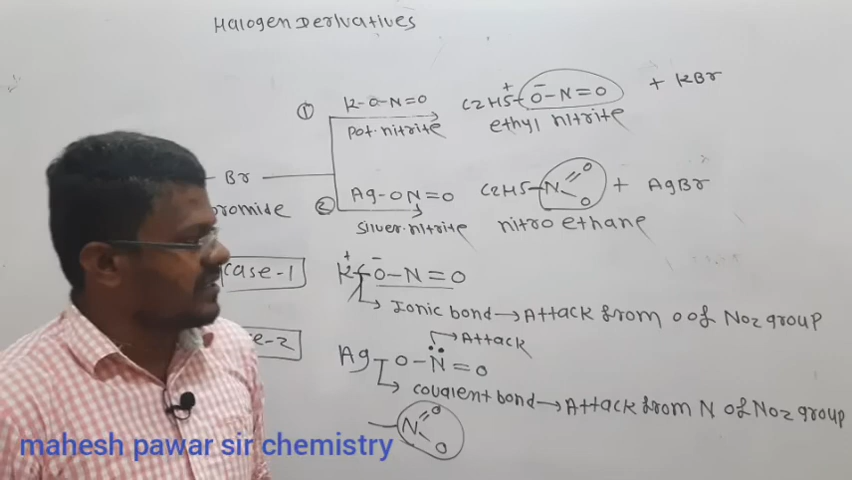 Halogen Derivatives
① K-O-N=O C2H5-O-N=O + KBr
pot. nitrite ethyl nitrite
- Br
romide ② Ag-ON=O C2H5-N=O O + AgBr
silver nitrite nitro ethane
case-1 K+ O- -N=O
Ionic bond → Attack from O of NO2 group
e-2 Ag-O-N=O → Attack
covalent bond → Attack from N of NO2 group
-N=O O
mahesh pawar sir chemistry